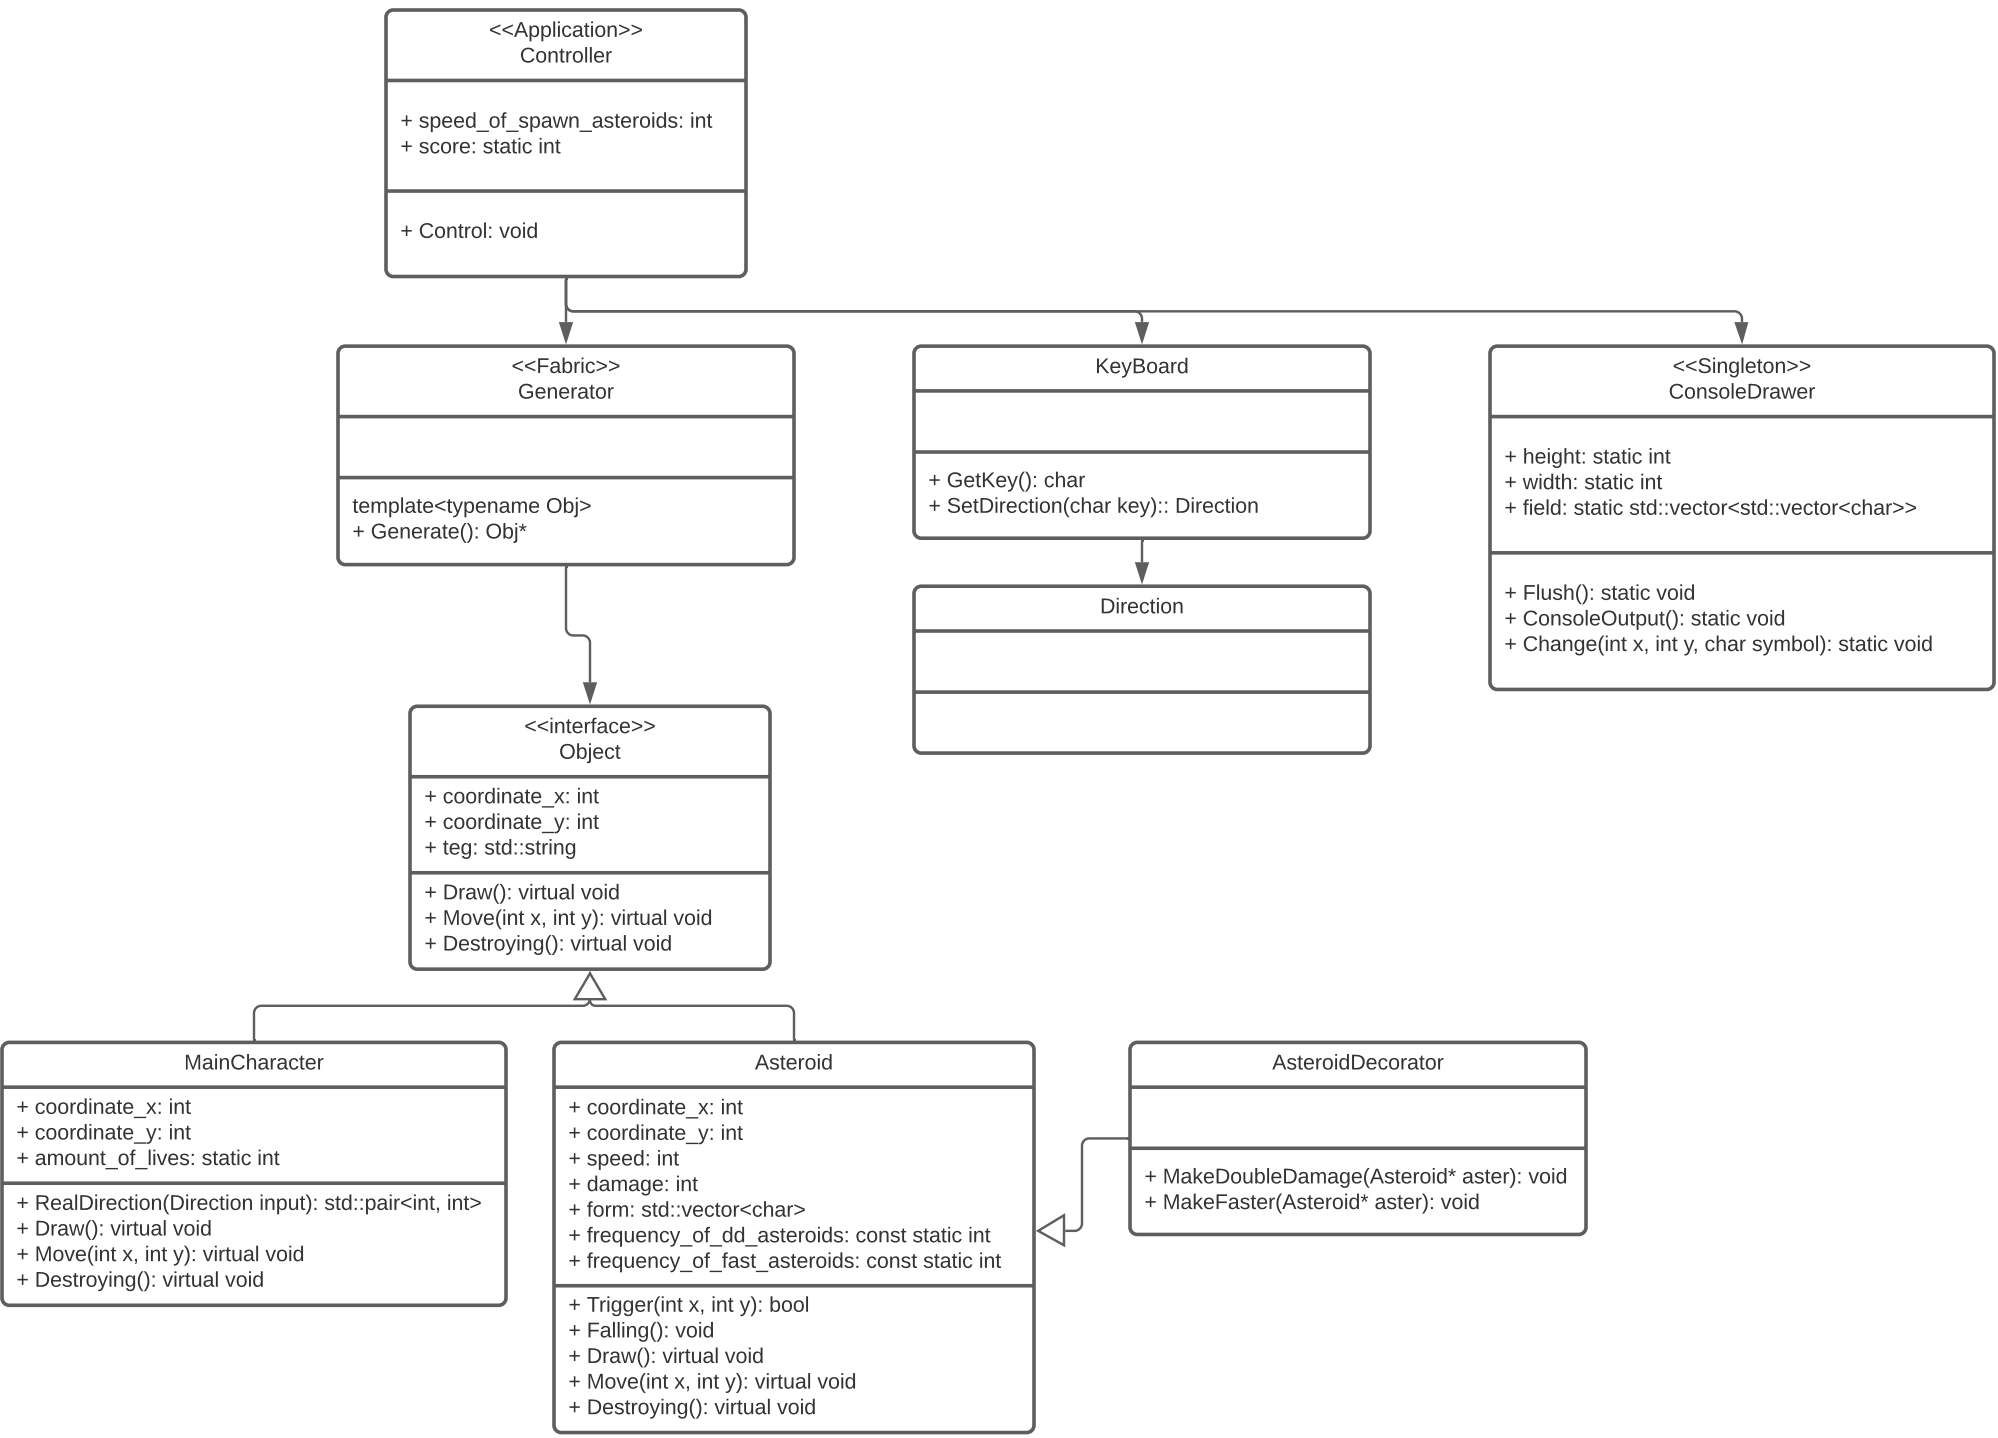 <<Application>>
Controller
+ speed_of_spawn_asteroids: int
+ score: static int
+ Control: void
<<Fabric>>
Generator
template<typename Obj>
+ Generate(): Obj*
KeyBoard
+ GetKey(): char
+ SetDirection(char key):: Direction
<<Singleton>>
ConsoleDrawer
+ height: static int
+ width: static int
+ field: static std::vector<std::vector<char>>
+ Flush(): static void
+ ConsoleOutput(): static void
+ Change(int x, int y, char symbol): static void
Direction
<<interface>>
Object
+ coordinate_x: int
+ coordinate_y: int
+ teg: std::string
+ Draw(): virtual void
+ Move(int x, int y): virtual void
+ Destroying(): virtual void
MainCharacter
+ coordinate_x: int
+ coordinate_y: int
+ amount_of_lives: static int
+ RealDirection(Direction input): std::pair<int, int>
+ Draw(): virtual void
+ Move(int x, int y): virtual void
+ Destroying(): virtual void
Asteroid
+ coordinate_x: int
+ coordinate_y: int
+ speed: int
+ damage: int
+ form: std::vector<char>
+ frequency_of_dd_asteroids: const static int
+ frequency_of_fast_asteroids: const static int
+ Trigger(int x, int y): bool
+ Falling(): void
+ Draw(): virtual void
+ Move(int x, int y): virtual void
+ Destroying(): virtual void
AsteroidDecorator
+ MakeDoubleDamage(Asteroid* aster): void
+ MakeFaster(Asteroid* aster): void